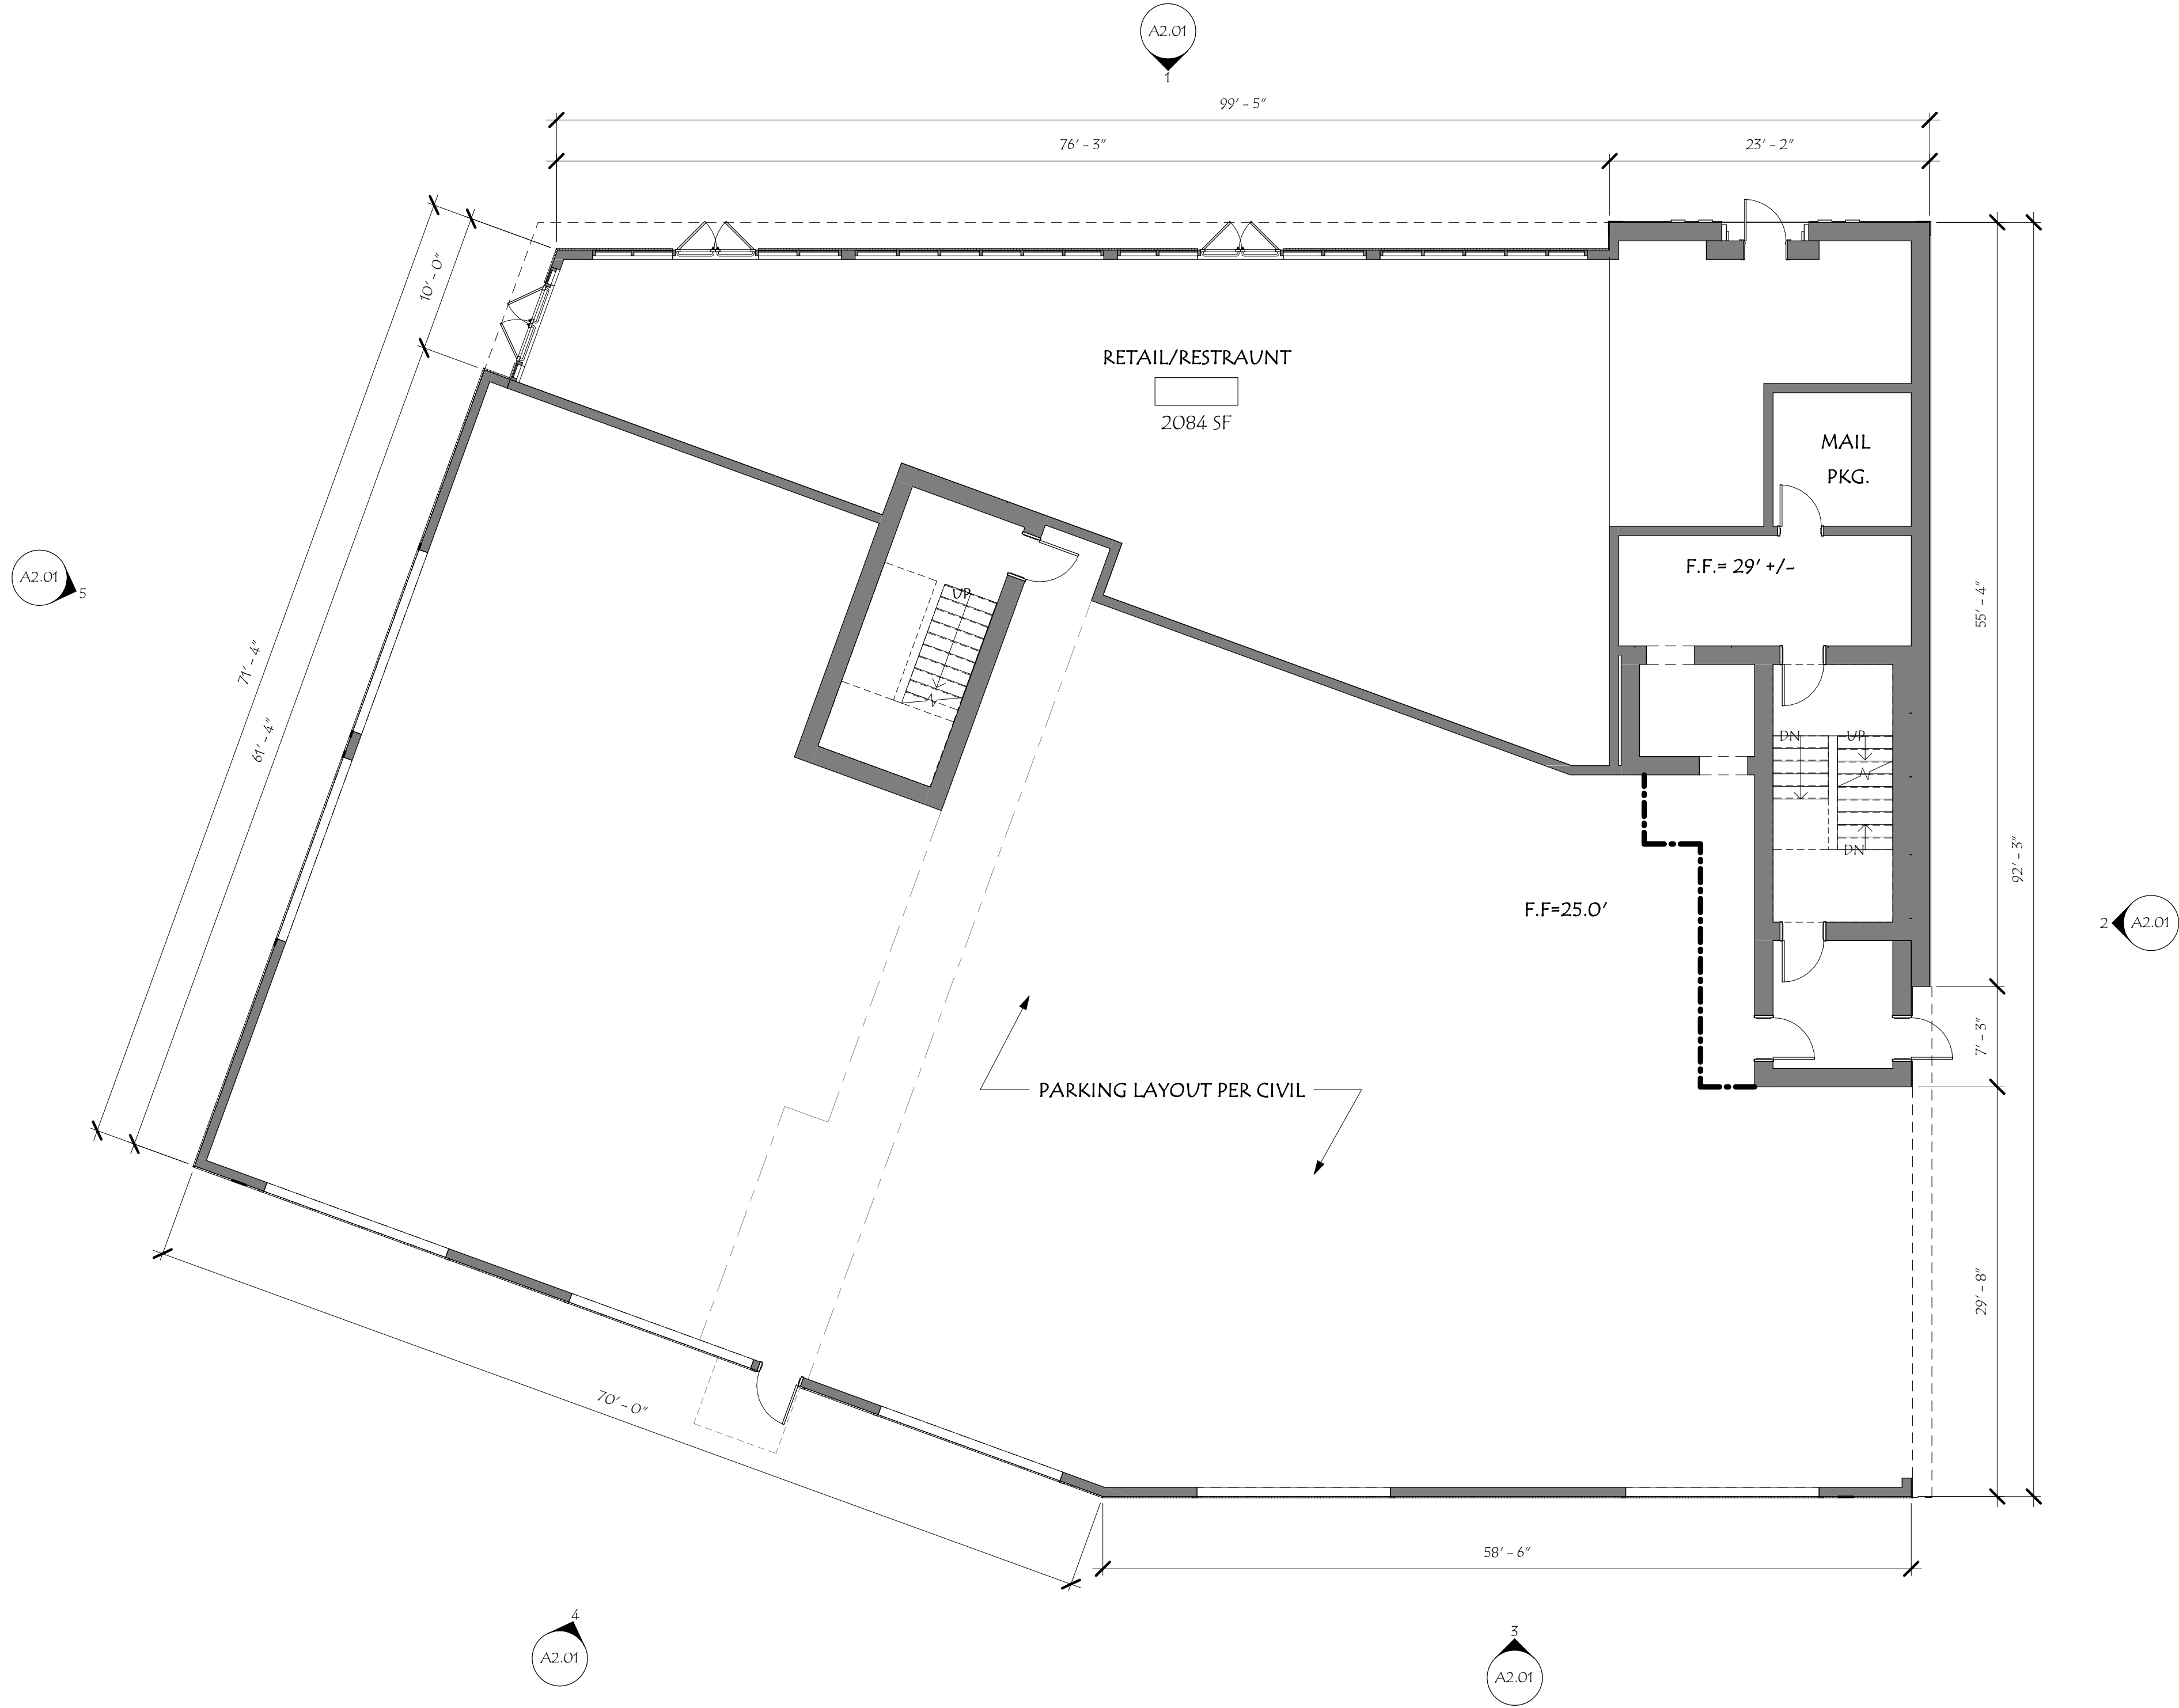 A2.01
1
99' - 5"
76' - 3"
23' - 2"
10' - 0"
RETAIL/RESTRAUNT
2084 SF
MAIL
PKG.
F.F.= 29' +/-
A2.01
5
UP
55' - 4"
71' - 4"
61' - 4"
DN
UP
DN
92' - 3"
F.F=25.0'
2
A2.01
7' - 3"
PARKING LAYOUT PER CIVIL
29' - 8"
70' - 0"
58' - 6"
4
A2.01
3
A2.01